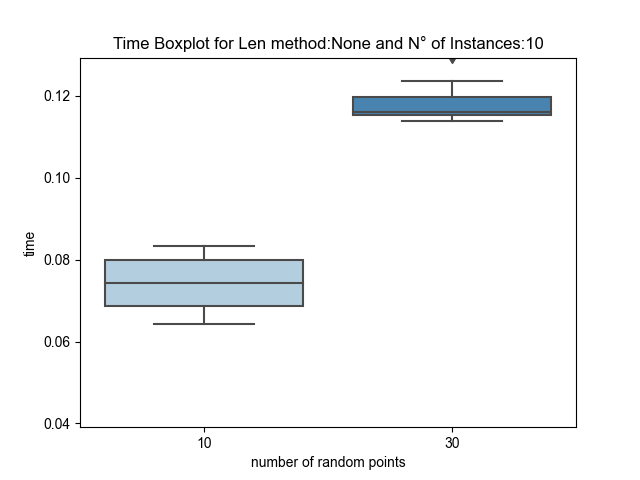 Time Boxplot for Len method:None and N° of Instances:10
0.12
0.10
0.08
0.06
0.04
time
10 30
number of random points